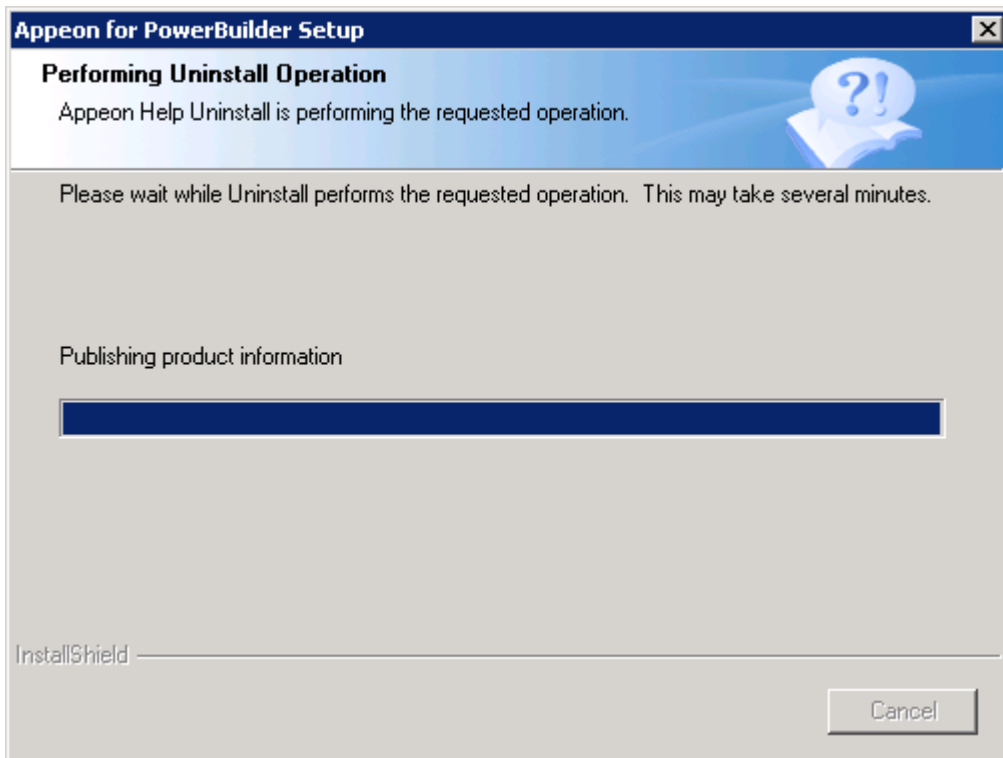 Appeon for PowerBuilder Setup
Performing Uninstall Operation
Appeon Help Uninstall is performing the requested operation.
?!
Please wait while Uninstall performs the requested operation.  This may take several minutes.
Publishing product information
InstallShield
Cancel